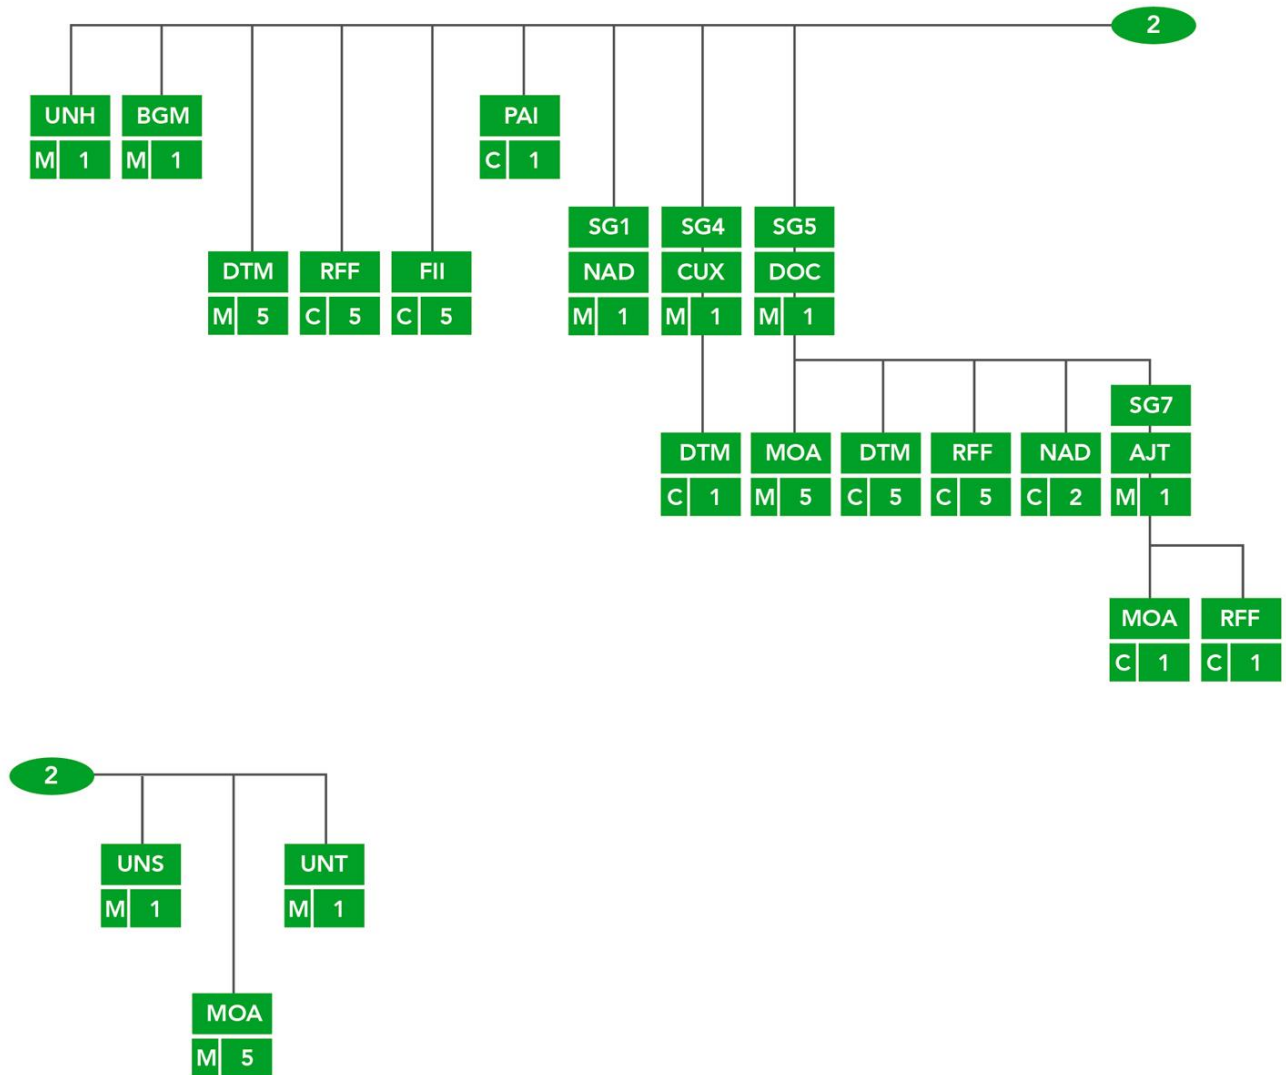 2
UNH BGM PAI
M 1 M 1 C 1
SG1 SG4 SG5
DTM RFF FII NAD CUX DOC
M 5 C 5 C 5 M 1 M 1 M 1
SG7
DTM MOA DTM RFF NAD AJT
C 1 M 5 C 5 C 5 C 2 M 1
MOA RFF
C 1 C 1
2
UNS UNT
M 1 M 1
MOA
M 5